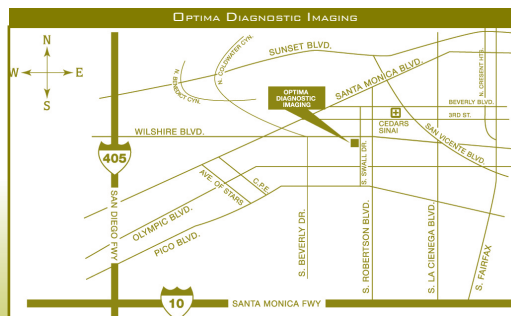 OPTIMA DIAGNOSTIC IMAGING
N
W
E
S
N. COLDWATER CYN.
N. BENEDICT CYN.
SUNSET BLVD.
SANTA MONICA BLVD.
N. CRESENT HTS.
OPTIMA
DIAGNOSTIC
IMAGING
BEVERLY BLVD.
3RD ST.
CEDARS
SINAI
WILSHIRE BLVD.
SAN VICENTE BLVD
405
SAN DIEGO FWY
AVE. OF STARS
C.P.E.
S. SWALL DR.
OLYMPIC BLVD.
PICO BLVD.
S. BEVERLY DR.
S. ROBERTSON BLVD.
S. LA CIENEGA BLVD.
S. FAIRFAX
10
SANTA MONICA FWY